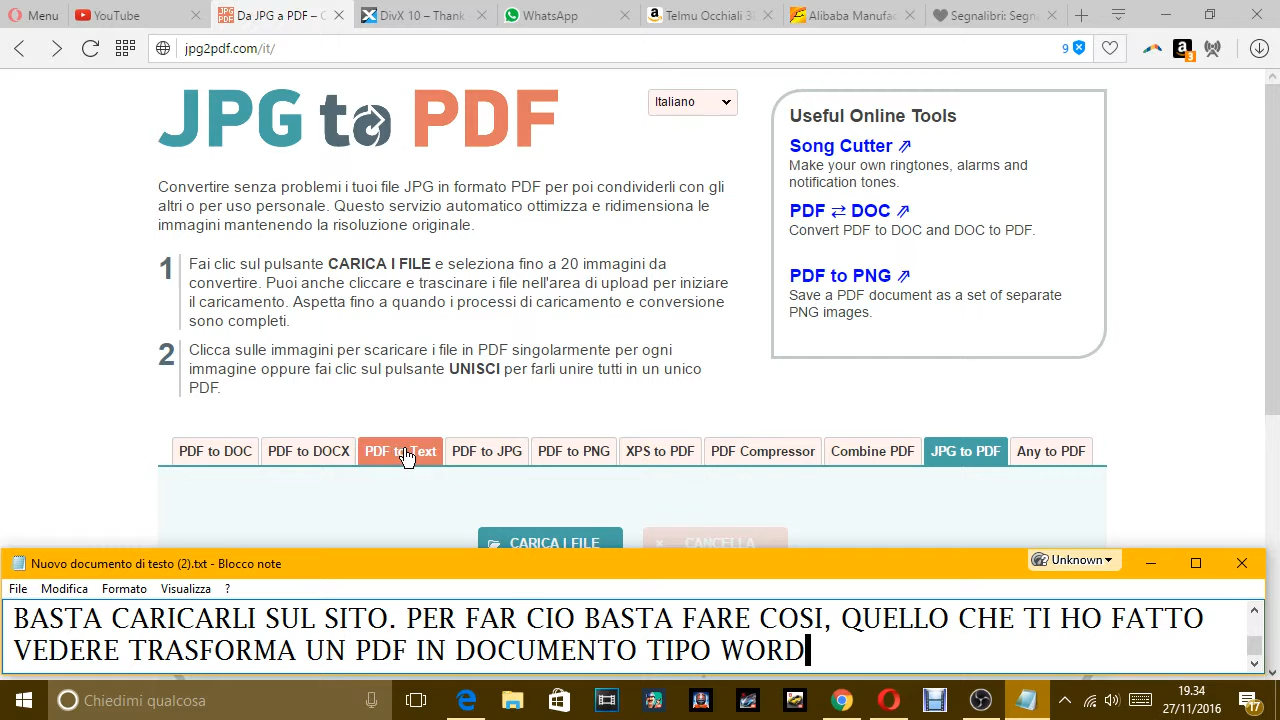 Menu
YouTube
Da JPG a PDF – C
DivX 10 – Thank
WhatsApp
Telmu Occhiali 3D
Alibaba Manufac
Segnalibri: Segna
jpg2pdf.com/it/
9
JPG to PDF
Italiano
Convertire senza problemi i tuoi file JPG in formato PDF per poi condividerli con gli
altri o per uso personale. Questo servizio automatico ottimizza e ridimensiona le
immagini mantenendo la risoluzione originale.
1
Fai clic sul pulsante CARICA I FILE e seleziona fino a 20 immagini da
convertire. Puoi anche cliccare e trascinare i file nell'area di upload per iniziare
il caricamento. Aspetta fino a quando i processi di caricamento e conversione
sono completi.
2
Clicca sulle immagini per scaricare i file in PDF singolarmente per ogni
immagine oppure fai clic sul pulsante UNISCI per farli unire tutti in un unico
PDF.
Useful Online Tools
Song Cutter
Make your own ringtones, alarms and
notification tones.
PDF ⇄ DOC
Convert PDF to DOC and DOC to PDF.
PDF to PNG
Save a PDF document as a set of separate
PNG images.
PDF to DOC
PDF to DOCX
PDF to Text
PDF to JPG
PDF to PNG
XPS to PDF
PDF Compressor
Combine PDF
JPG to PDF
Any to PDF
CARICA I FILE
CANCELLA
Nuovo documento di testo (2).txt - Blocco note
Unknown
File Modifica Formato Visualizza ?
BASTA CARICARLI SUL SITO. PER FAR CIO BASTA FARE COSI, QUELLO CHE TI HO FATTO
VEDERE TRASFORMA UN PDF IN DOCUMENTO TIPO WORD
Chiedimi qualcosa
19.34
27/11/2016
17